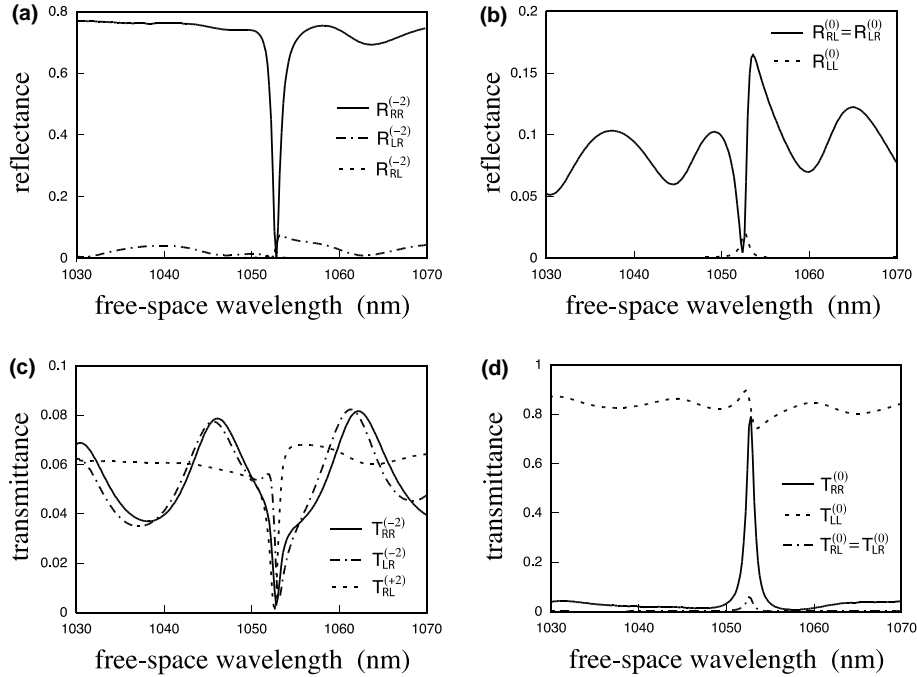 (a)
0.8
0.6
0.4
0.2
0
reflectance
R_RR^(−2)
R_LR^(−2)
R_RL^(−2)
1030 1040 1050 1060 1070
free-space wavelength (nm)
(b)
0.15
0.1
0.05
0
reflectance
R_RL^(0)=R_LR^(0)
R_LL^(0)
1030 1040 1050 1060 1070
free-space wavelength (nm)
(c)
0.1
0.08
0.06
0.04
0.02
0
transmittance
T_RR^(−2)
T_LR^(−2)
T_RL^(+2)
1030 1040 1050 1060 1070
free-space wavelength (nm)
(d)
1
0.8
0.6
0.4
0.2
0
transmittance
T_RR^(0)
T_LL^(0)
T_RL^(0)=T_LR^(0)
1030 1040 1050 1060 1070
free-space wavelength (nm)